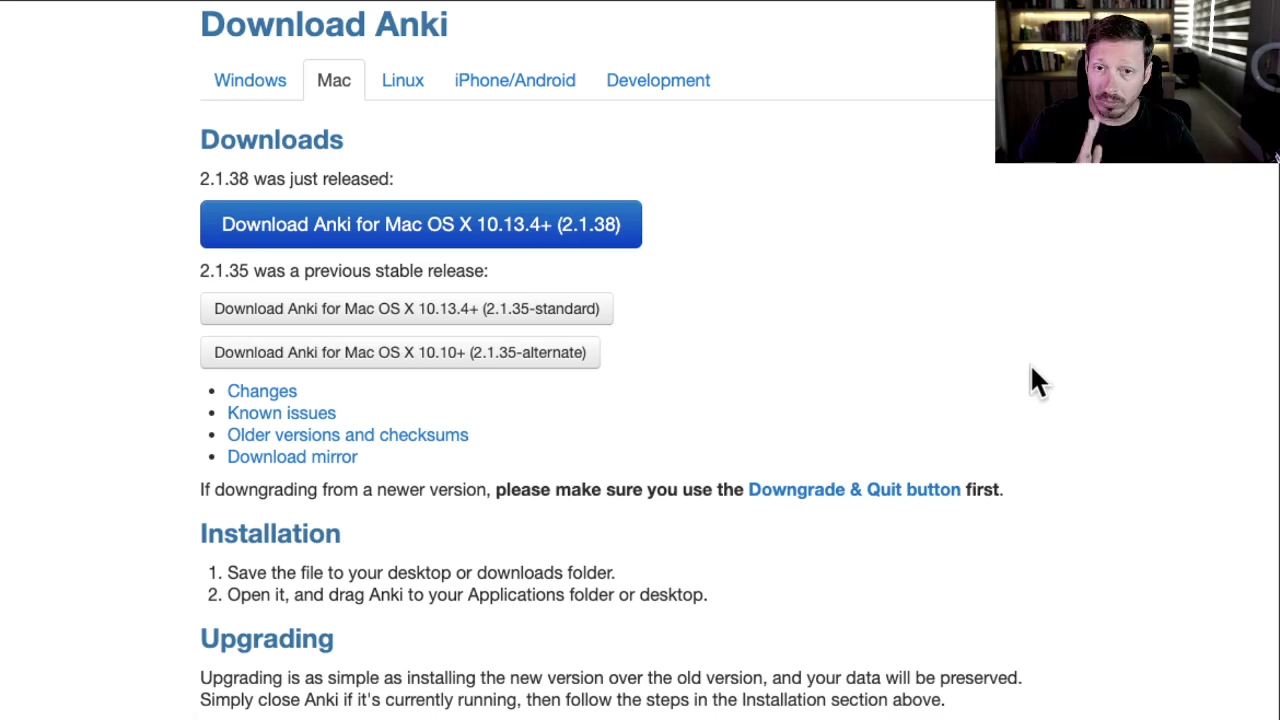 Download Anki
Windows
Mac
Linux
iPhone/Android
Development
Downloads
2.1.38 was just released:
Download Anki for Mac OS X 10.13.4+ (2.1.38)
2.1.35 was a previous stable release:
Download Anki for Mac OS X 10.13.4+ (2.1.35-standard)
Download Anki for Mac OS X 10.10+ (2.1.35-alternate)
• Changes
• Known issues
• Older versions and checksums
• Download mirror
If downgrading from a newer version, please make sure you use the Downgrade & Quit button first.
Installation
1. Save the file to your desktop or downloads folder.
2. Open it, and drag Anki to your Applications folder or desktop.
Upgrading
Upgrading is as simple as installing the new version over the old version, and your data will be preserved.
Simply close Anki if it's currently running, then follow the steps in the Installation section above.